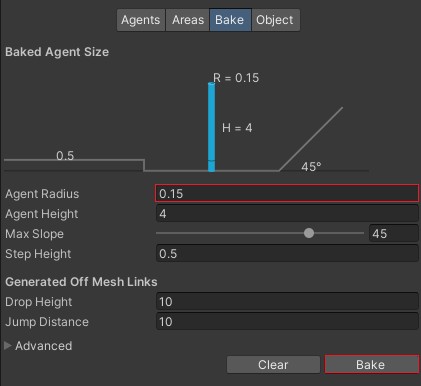 Agents Areas Bake Object
Baked Agent Size
R = 0.15
H = 4
0.5
45°
Agent Radius 0.15
Agent Height 4
Max Slope 45
Step Height 0.5
Generated Off Mesh Links
Drop Height 10
Jump Distance 10
Advanced
Clear Bake